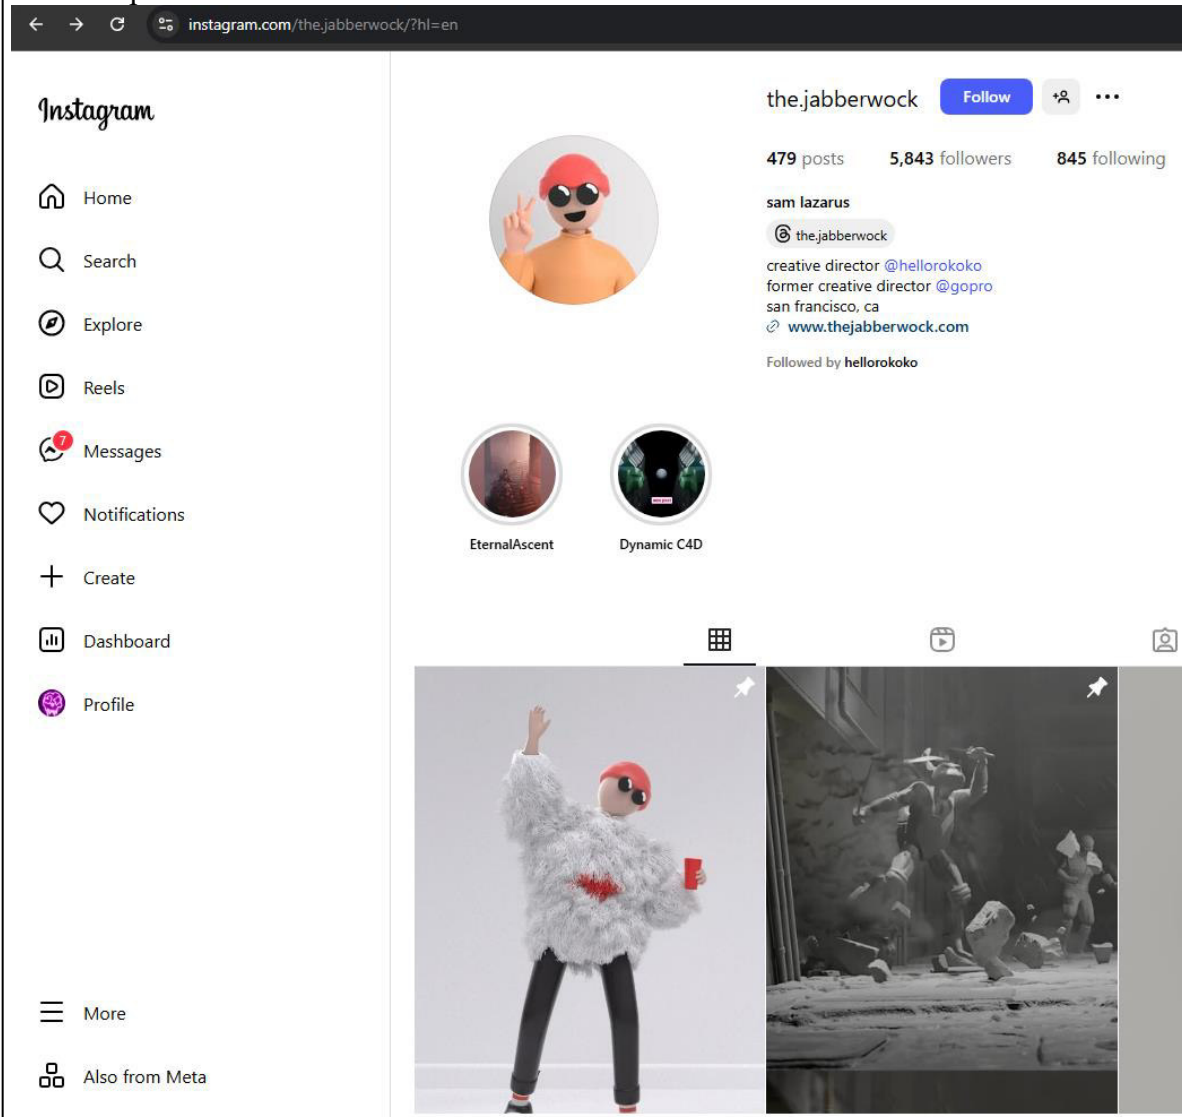 instagram.com/the.jabberwock/?hl=en
Instagram
Home
Search
Explore
Reels
7
Messages
Notifications
Create
Dashboard
Profile
More
Also from Meta
the.jabberwock
Follow
479 posts 5,843 followers 845 following
sam lazarus
the.jabberwock
creative director @hellorokoko
former creative director @gopro
san francisco, ca
www.thejabberwock.com
Followed by hellorokoko
EternalAscent
Dynamic C4D